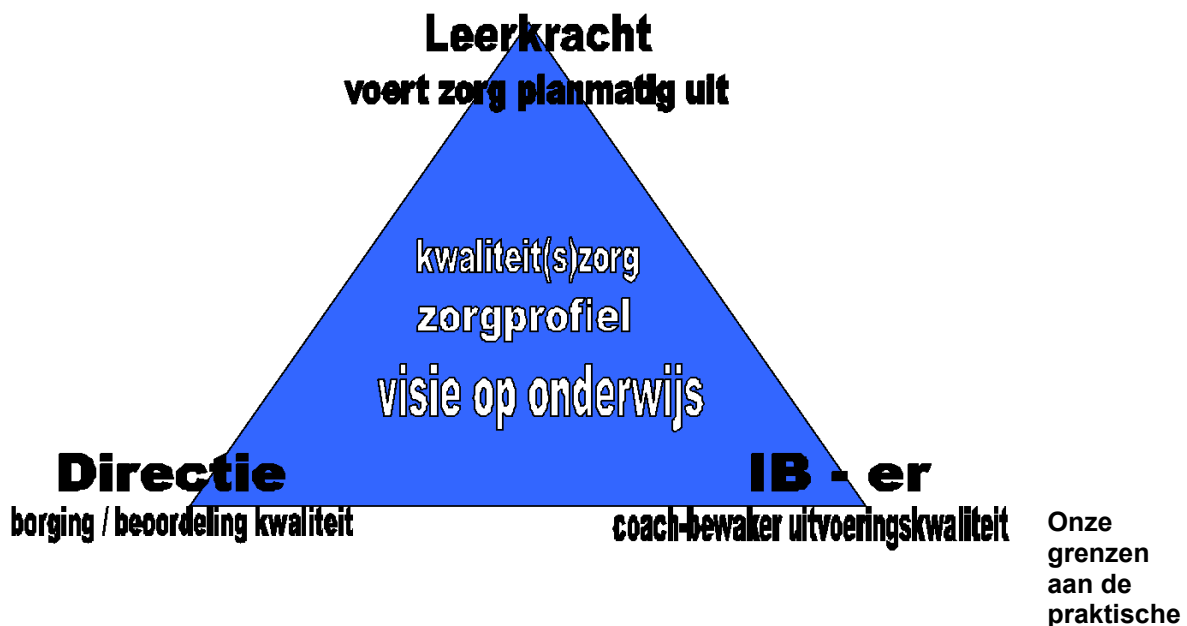 Leerkracht
voert zorg planmatig uit
kwaliteit(s)zorg
zorgprofiel
visie op onderwijs
Directie
borging / beoordeling kwaliteit
IB - er
coach-bewaker uitvoeringskwaliteit
Onze
grenzen
aan de
praktische